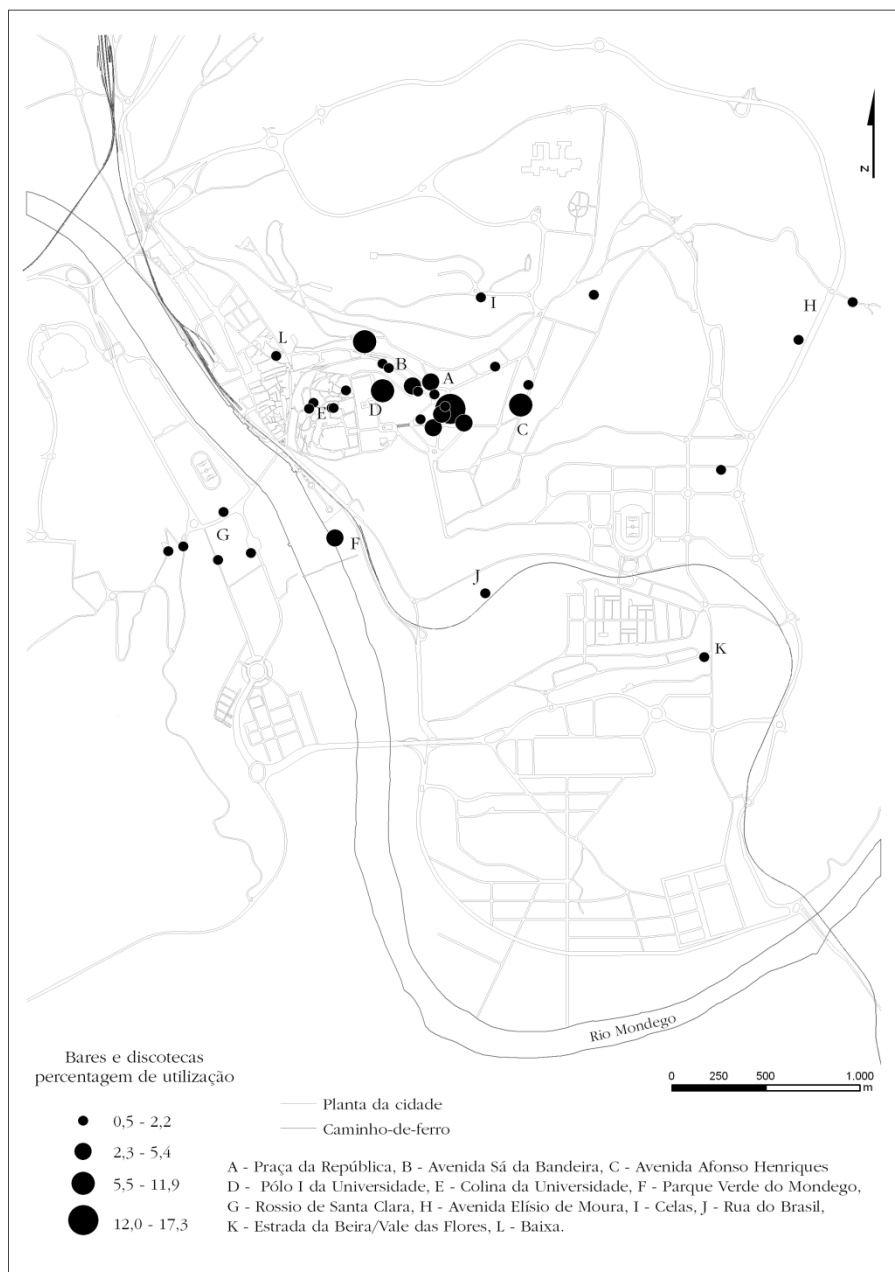 N
I
H
L
B
A
D
E
C
G
F
J
K
Rio Mondego
Bares e discotecas
percentagem de utilização
0,5 - 2,2
2,3 - 5,4
5,5 - 11,9
12,0 - 17,3
Planta da cidade
Caminho-de-ferro
0 250 500 1.000
m
A - Praça da República, B - Avenida Sá da Bandeira, C - Avenida Afonso Henriques
D - Pólo I da Universidade, E - Colina da Universidade, F - Parque Verde do Mondego,
G - Rossio de Santa Clara, H - Avenida Elísio de Moura, I - Celas, J - Rua do Brasil,
K - Estrada da Beira/Vale das Flores, L - Baixa.